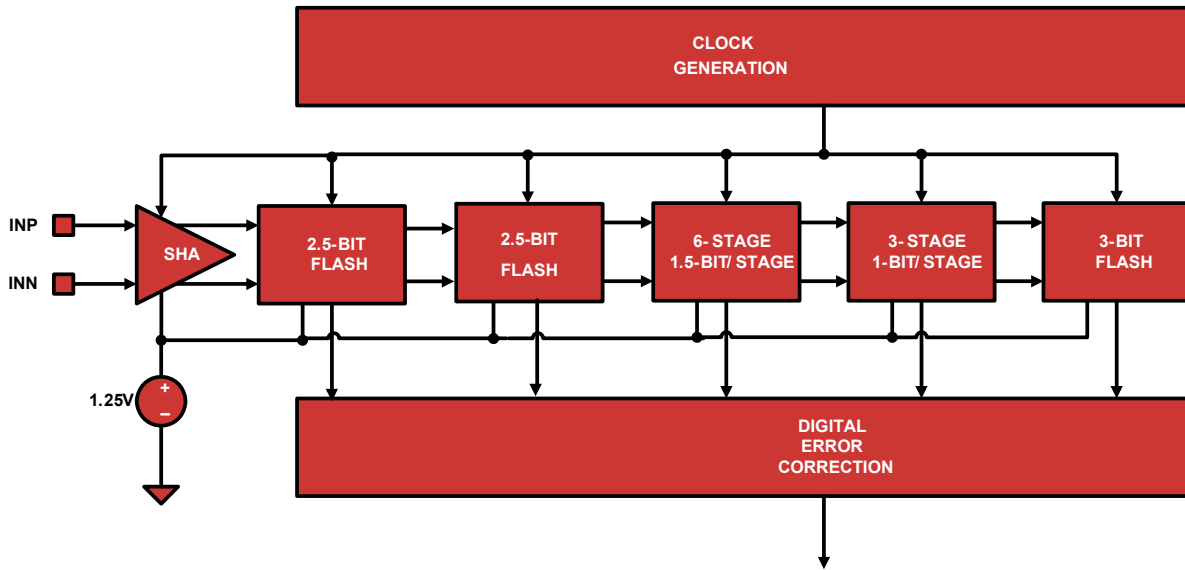 CLOCK
GENERATION
INP
INN
SHA
2.5-BIT
FLASH
2.5-BIT
FLASH
6- STAGE
1.5-BIT/ STAGE
3- STAGE
1-BIT/ STAGE
3-BIT
FLASH
1.25V
+
–
DIGITAL
ERROR
CORRECTION